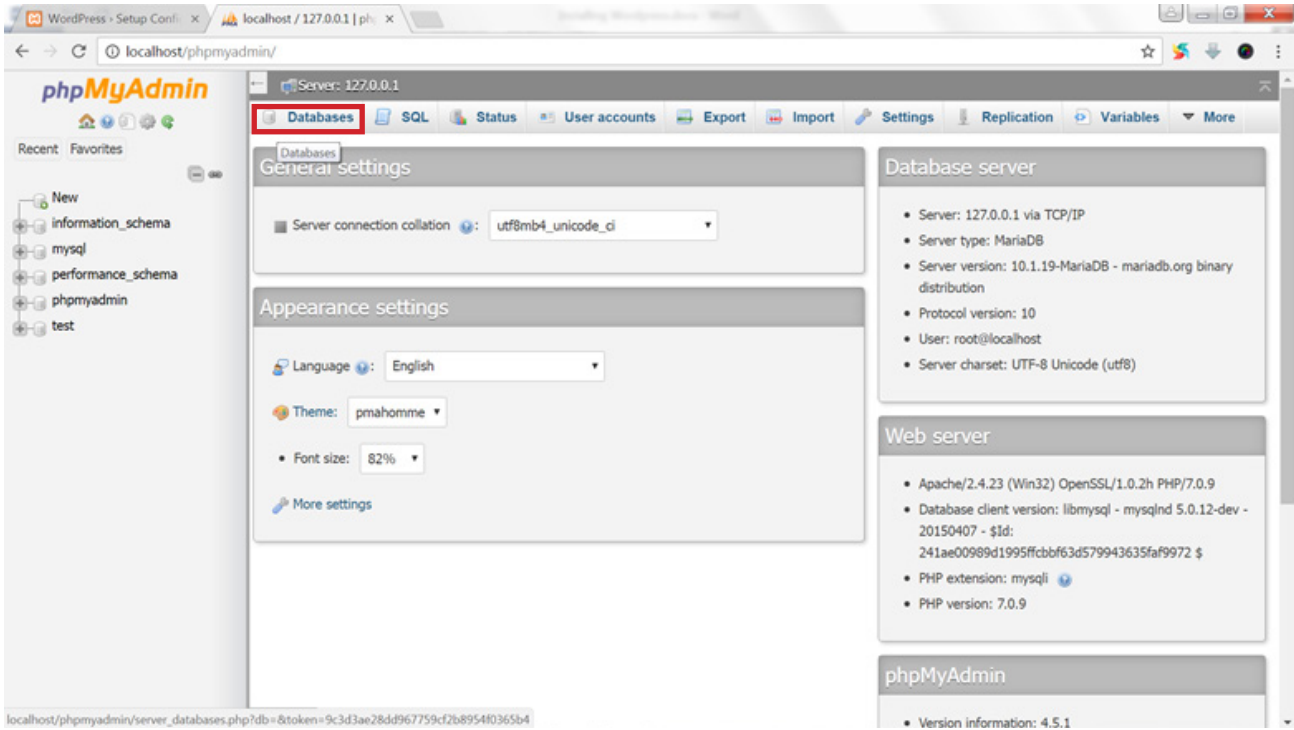 WordPress › Setup Confi
localhost / 127.0.0.1 | ph
localhost/phpmyadmin/
phpMyAdmin
Recent Favorites
New
information_schema
mysql
performance_schema
phpmyadmin
test
Server: 127.0.0.1
Databases SQL Status User accounts Export Import Settings Replication Variables More
Databases
General settings
Server connection collation : utf8mb4_unicode_ci
Appearance settings
Language : English
Theme: pmahomme
• Font size: 82%
More settings
Database server
• Server: 127.0.0.1 via TCP/IP
• Server type: MariaDB
• Server version: 10.1.19-MariaDB - mariadb.org binary
distribution
• Protocol version: 10
• User: root@localhost
• Server charset: UTF-8 Unicode (utf8)
Web server
• Apache/2.4.23 (Win32) OpenSSL/1.0.2h PHP/7.0.9
• Database client version: libmysql - mysqlnd 5.0.12-dev -
20150407 - $Id:
241ae00989d1995ffcbbf63d579943635faf9972 $
• PHP extension: mysqli
• PHP version: 7.0.9
phpMyAdmin
• Version information: 4.5.1
localhost/phpmyadmin/server_databases.php?db=&token=9c3d3ae28dd967759cf2b8954f0365b4